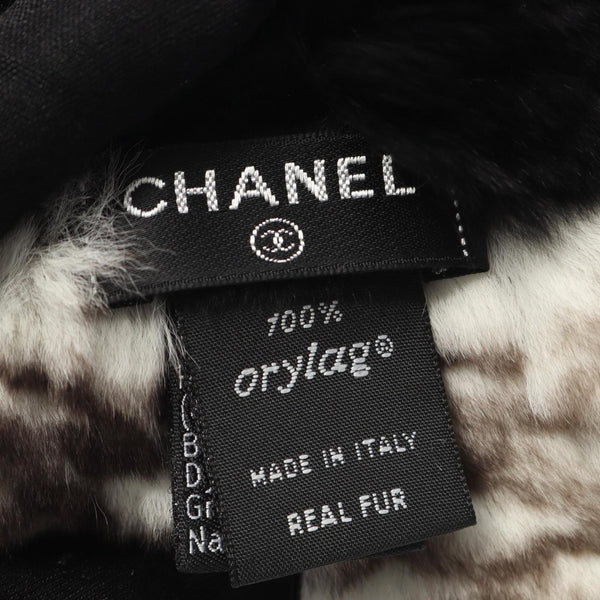 CHANEL
100%
orylag®
MADE IN ITALY
REAL FUR